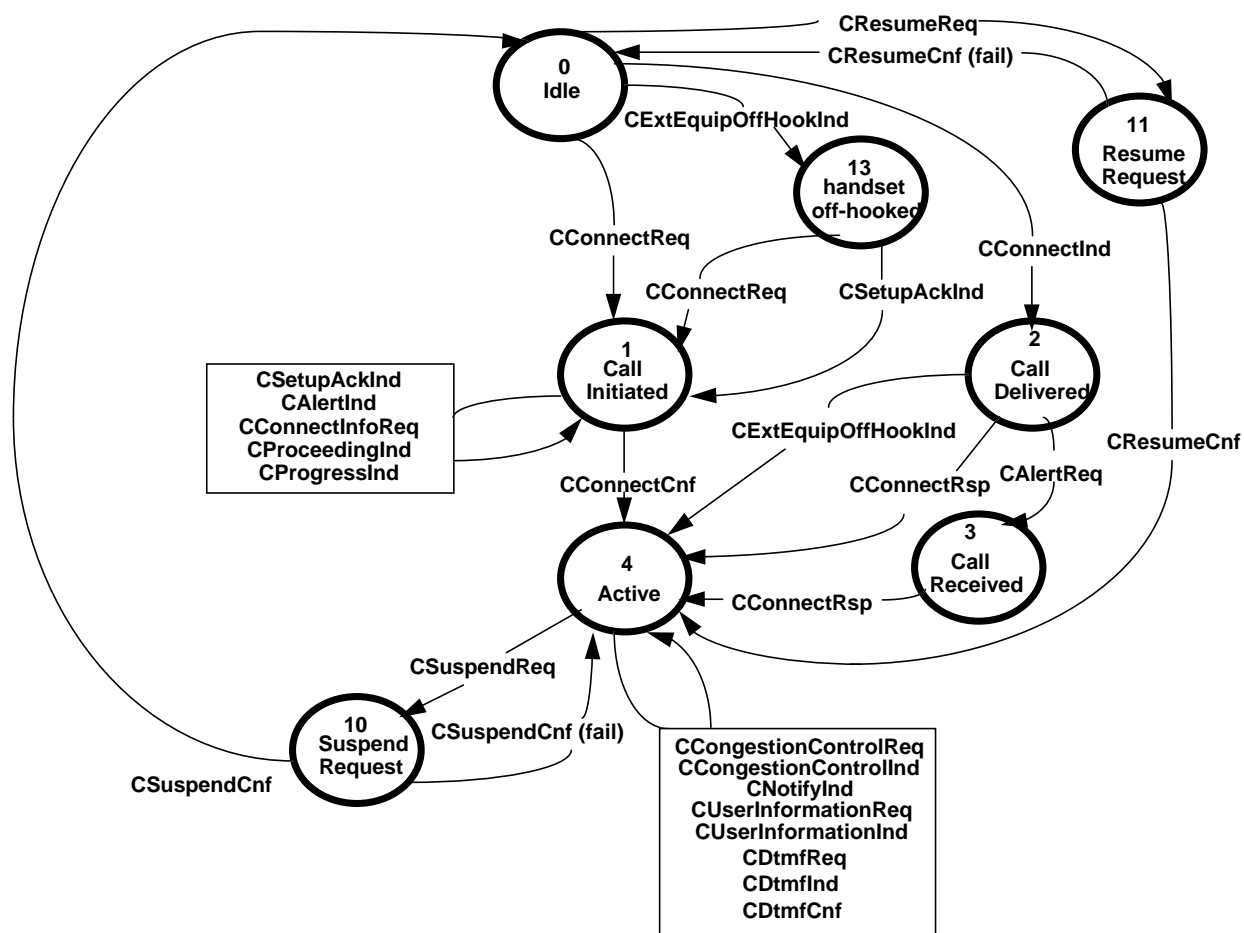 CResumeReq
0
Idle
CResumeCnf (fail)
CExtEquipOffHookInd
11
Resume
Request
13
handset
off-hooked
CConnectReq
CConnectInd
CConnectReq
CSetupAckInd
1
Call
Initiated
2
Call
Delivered
CSetupAckInd
CAlertInd
CConnectInfoReq
CProceedingInd
CProgressInd
CExtEquipOffHookInd
CResumeCnf
CConnectCnf
CConnectRsp
CAlertReq
3
Call
Received
4
Active
CConnectRsp
CSuspendReq
10
Suspend
Request
CSuspendCnf (fail)
CSuspendCnf
CCongestionControlReq
CCongestionControlInd
CNotifyInd
CUserInformationReq
CUserInformationInd
CDtmfReq
CDtmfInd
CDtmfCnf